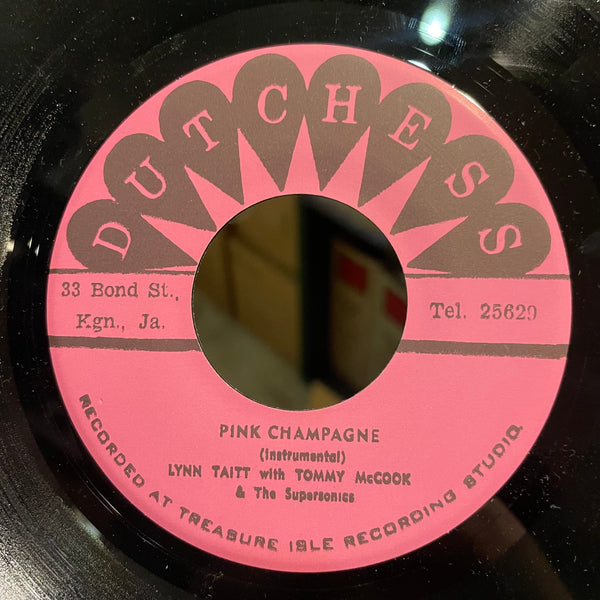 DUTCHESS
33 Bond St.,
Kgn., Ja.
Tel. 25620
PINK CHAMPAGNE
(Instrumental)
LYNN TAITT with TOMMY McCOOK
& The Supersonics
RECORDED AT TREASURE ISLE RECORDING STUDIO.